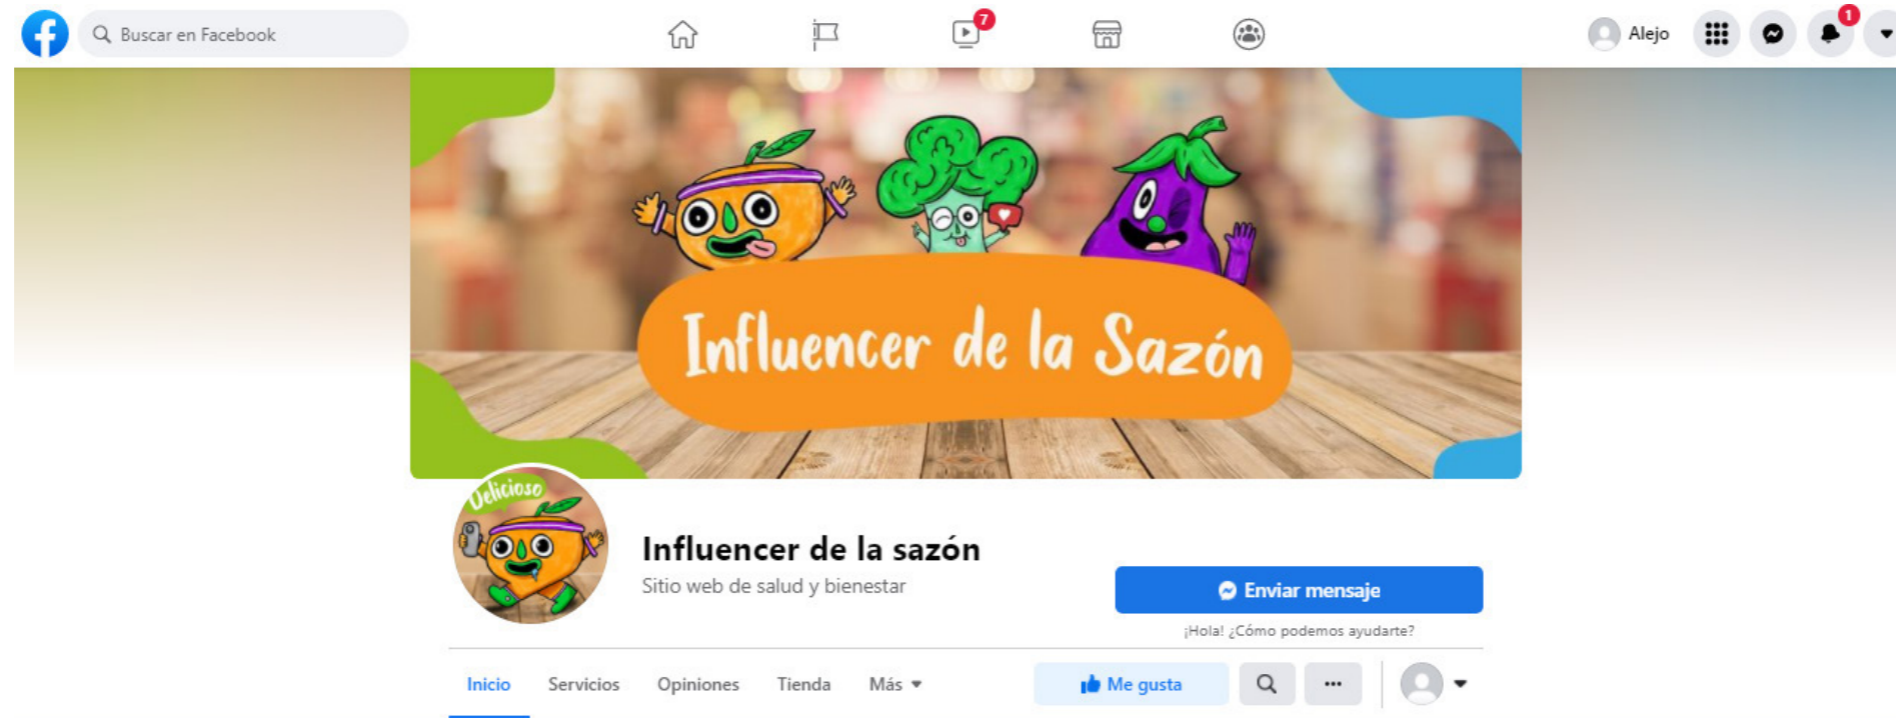 Buscar en Facebook
7
Alejo
1
Influencer de la Sazón
Delicioso
Influencer de la sazón
Sitio web de salud y bienestar
Enviar mensaje
¡Hola! ¿Cómo podemos ayudarte?
Inicio Servicios Opiniones Tienda Más
Me gusta